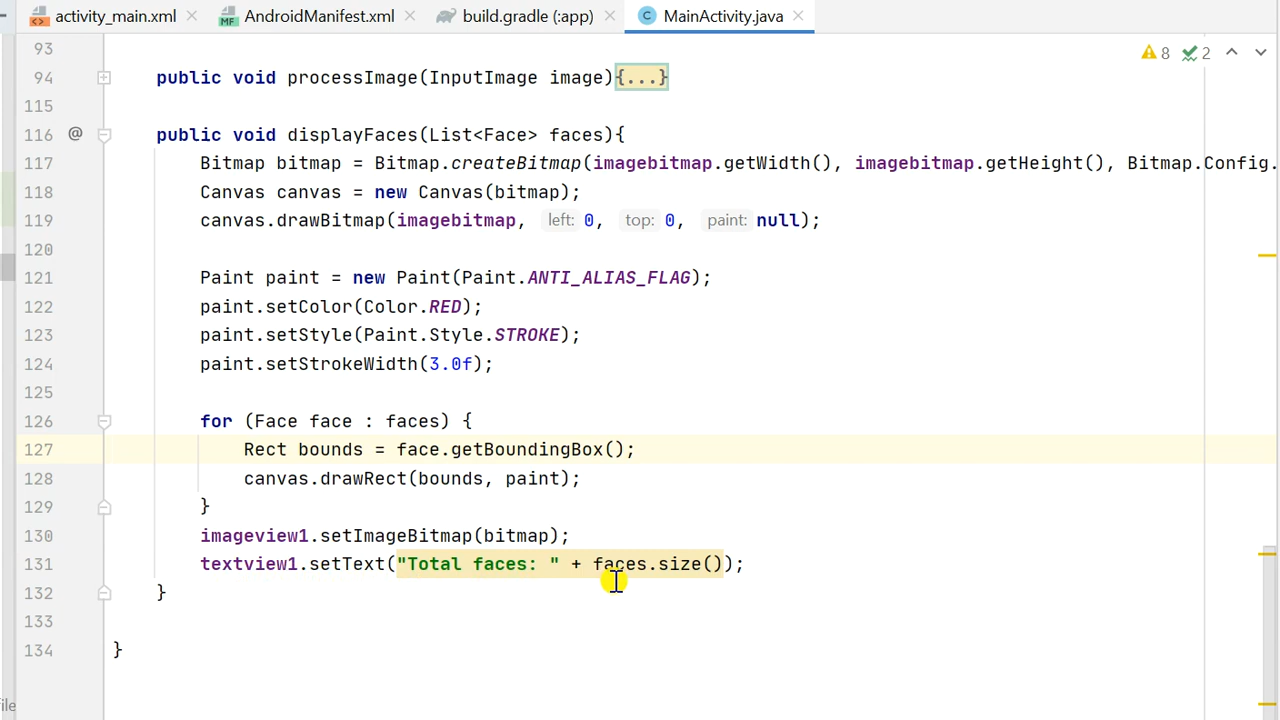 activity_main.xml AndroidManifest.xml build.gradle (:app) MainActivity.java
8 2
93
94 public void processImage(InputImage image){...}
115
116 @ public void displayFaces(List<Face> faces){
117 Bitmap bitmap = Bitmap.createBitmap(imagebitmap.getWidth(), imagebitmap.getHeight(), Bitmap.Config.
118 Canvas canvas = new Canvas(bitmap);
119 canvas.drawBitmap(imagebitmap, left: 0, top: 0, paint: null);
120
121 Paint paint = new Paint(Paint.ANTI_ALIAS_FLAG);
122 paint.setColor(Color.RED);
123 paint.setStyle(Paint.Style.STROKE);
124 paint.setStrokeWidth(3.0f);
125
126 for (Face face : faces) {
127 Rect bounds = face.getBoundingBox();
128 canvas.drawRect(bounds, paint);
129 }
130 imageview1.setImageBitmap(bitmap);
131 textview1.setText("Total faces: " + faces.size());
132 }
133
134 }